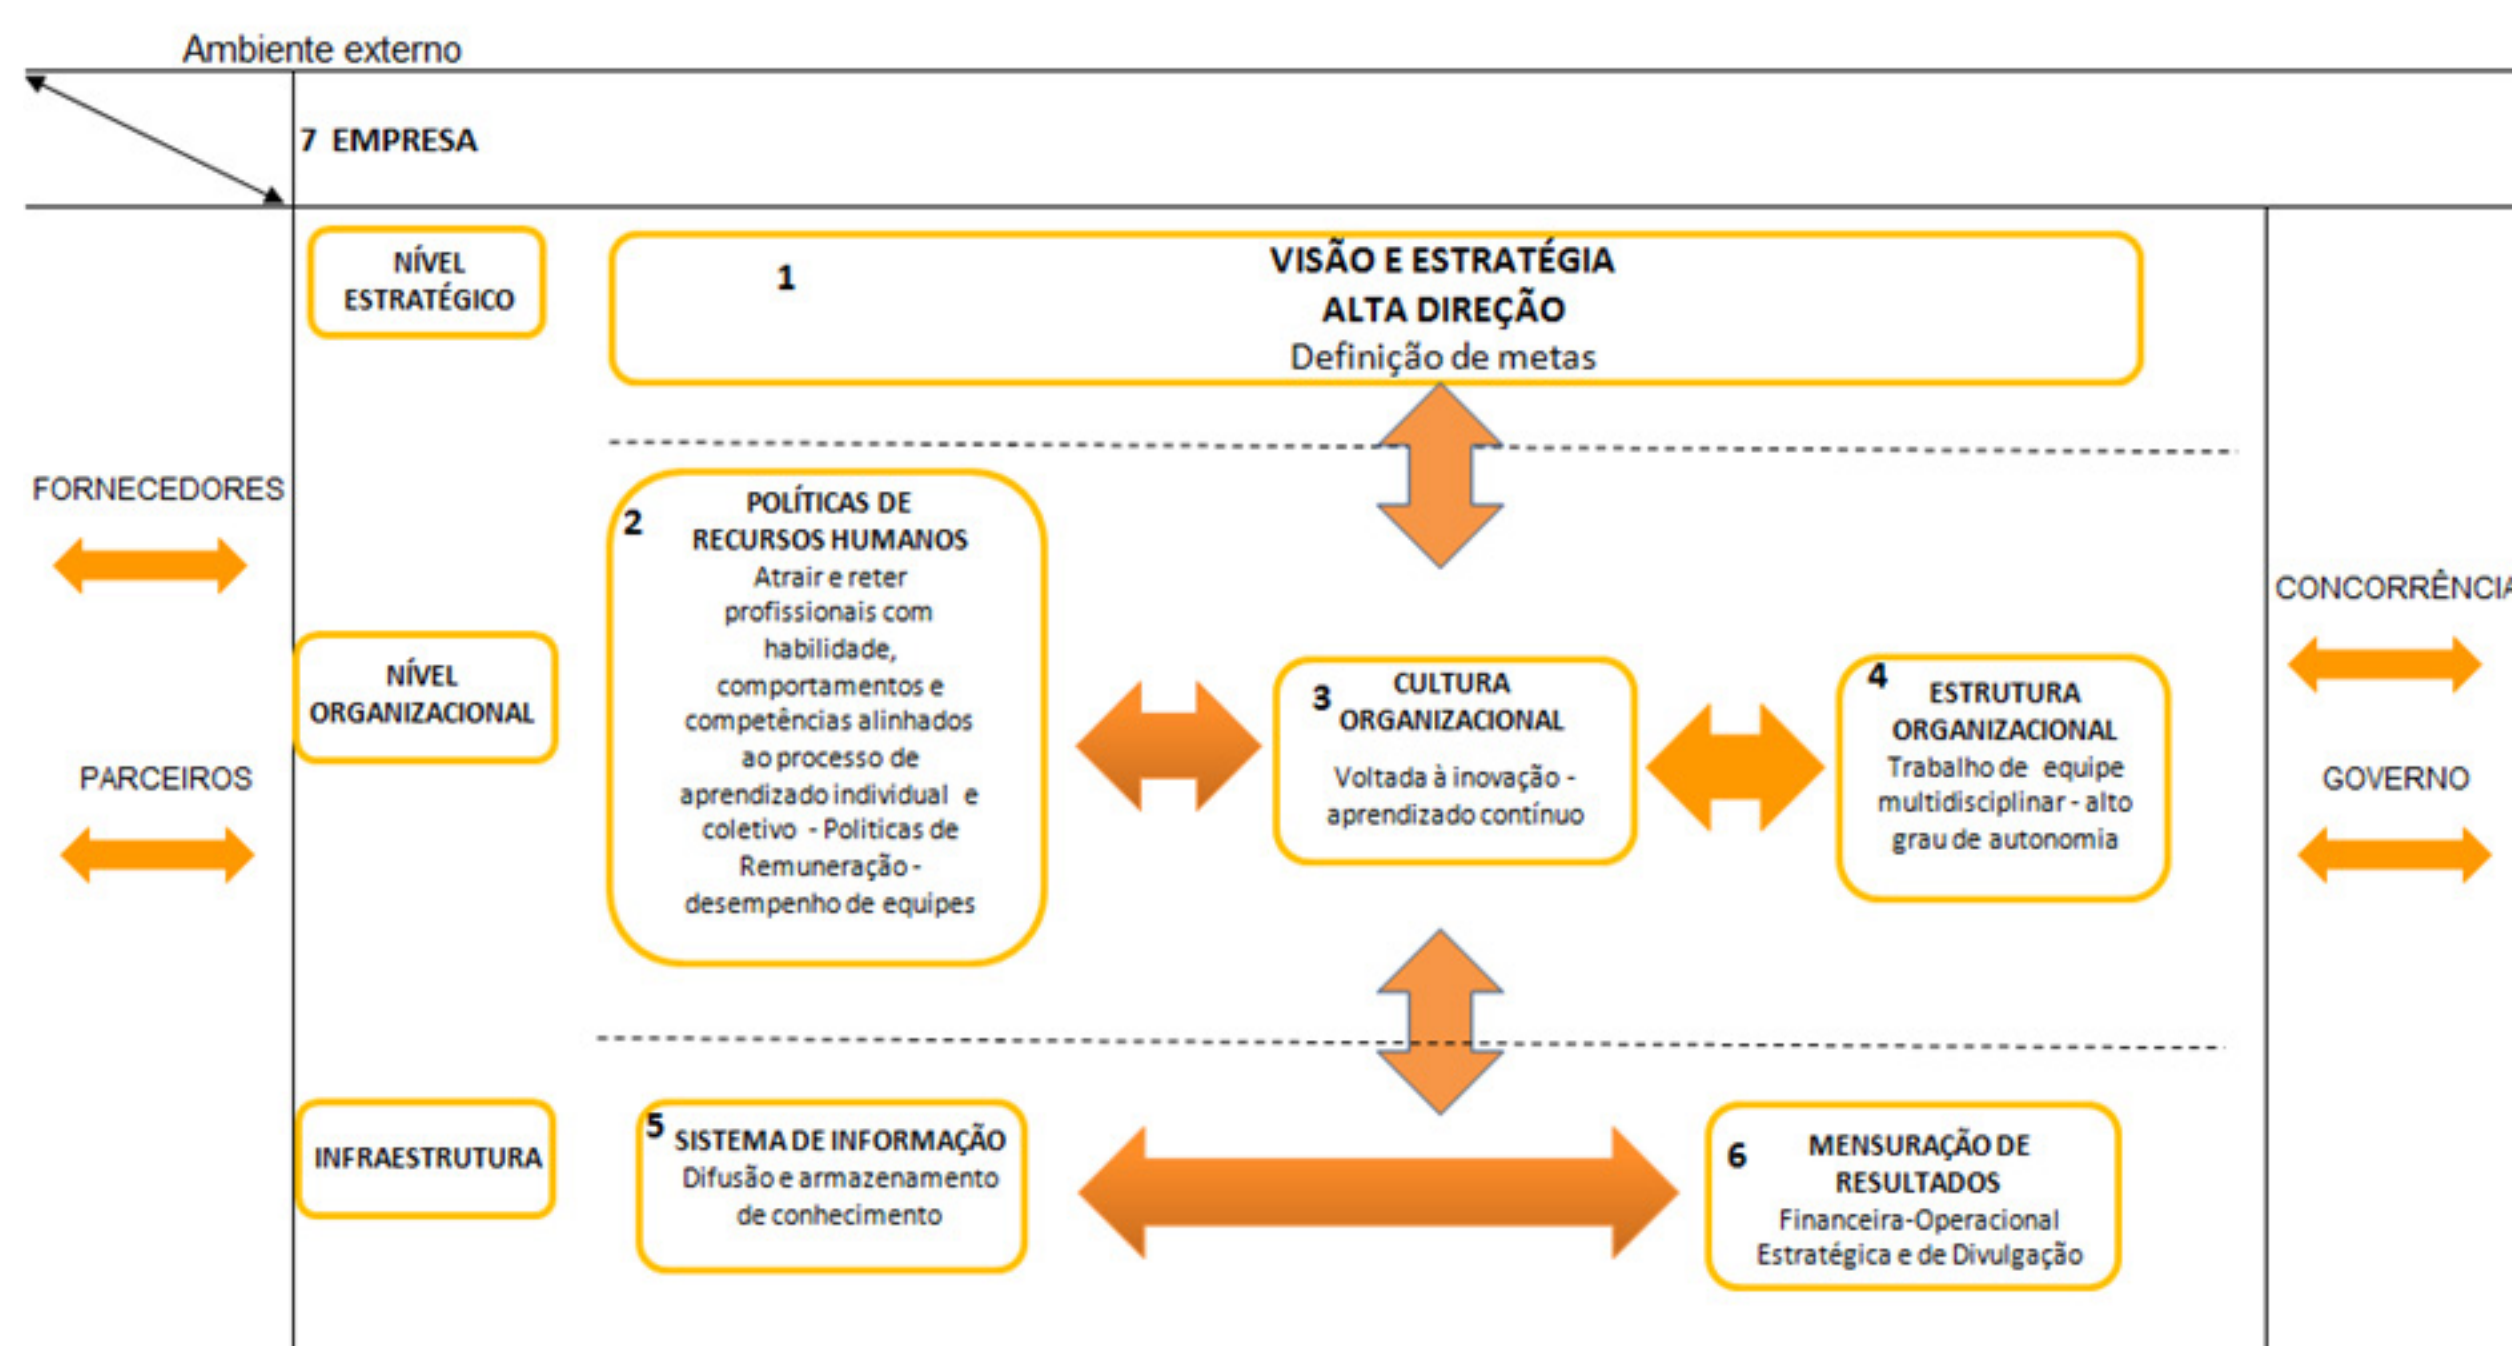 Ambiente externo
7 EMPRESA
NÍVEL
ESTRATÉGICO
1
VISÃO E ESTRATÉGIA
ALTA DIREÇÃO
Definição de metas
FORNECEDORES
PARCEIROS
NÍVEL
ORGANIZACIONAL
2
POLÍTICAS DE
RECURSOS HUMANOS
Atrair e reter
profissionais com
habilidade,
comportamentos e
competências alinhados
ao processo de
aprendizado individual e
coletivo - Politicas de
Remuneração -
desempenho de equipes
3
CULTURA
ORGANIZACIONAL
Voltada à inovação -
aprendizado contínuo
4
ESTRUTURA
ORGANIZACIONAL
Trabalho de equipe
multidisciplinar - alto
grau de autonomia
CONCORRÊNCIA
GOVERNO
INFRAESTRUTURA
5
SISTEMA DE INFORMAÇÃO
Difusão e armazenamento
de conhecimento
6
MENSURAÇÃO DE
RESULTADOS
Financeira-Operacional
Estratégica e de Divulgação